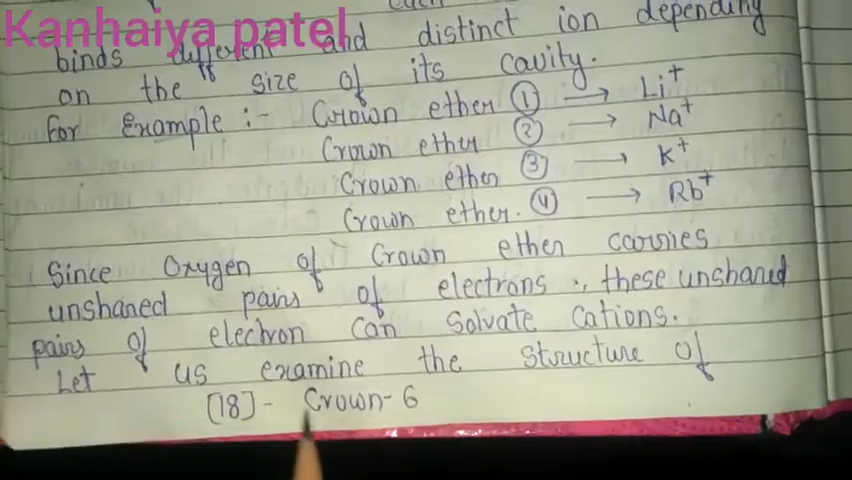 Kanhaiya patel
each
binds different and distinct ion depending
on the size of its cavity.
for example :- Crown ether ① → Li⁺
Crown ether ② → Na⁺
Crown ether ③ → K⁺
Crown ether. ④ → Rb⁺
Since Oxygen of Crown ether carries
unshared pairs of electrons ∴ these unshared
pairs of electron can solvate cations.
Let us examine the structure of
[18] - Crown - 6